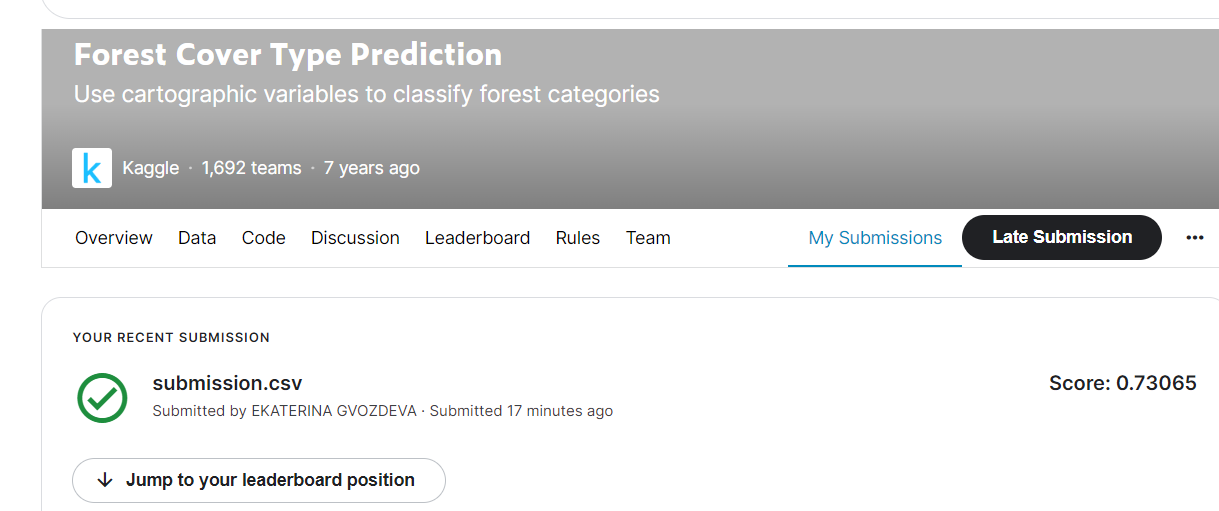 Forest Cover Type Prediction
Use cartographic variables to classify forest categories
k Kaggle · 1,692 teams · 7 years ago
Overview Data Code Discussion Leaderboard Rules Team My Submissions Late Submission •••
YOUR RECENT SUBMISSION
submission.csv Score: 0.73065
Submitted by EKATERINA GVOZDEVA · Submitted 17 minutes ago
Jump to your leaderboard position